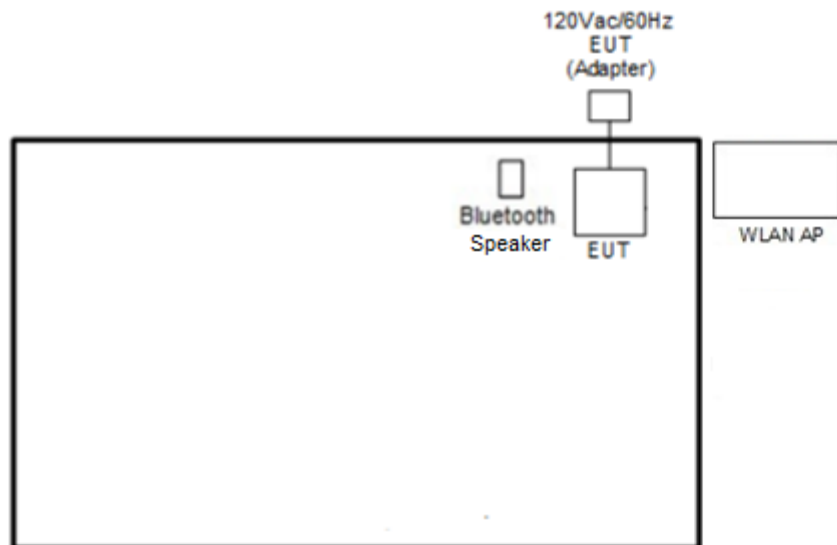 120Vac/60Hz
EUT
(Adapter)
Bluetooth
Speaker
EUT
WLAN AP